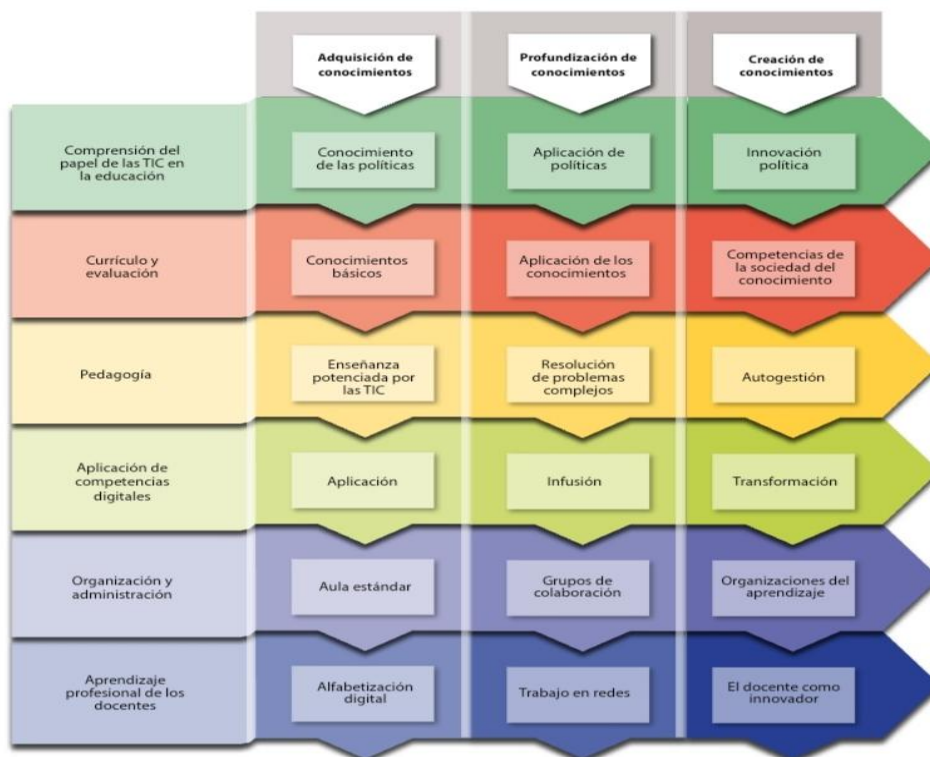 Adquisición de
conocimientos
Profundización de
conocimientos
Creación de
conocimientos
Comprensión del
papel de las TIC en
la educación
Conocimiento
de las políticas
Aplicación de
políticas
Innovación
política
Currículo y
evaluación
Conocimientos
básicos
Aplicación de los
conocimientos
Competencias de
la sociedad del
conocimiento
Pedagogía
Enseñanza
potenciada por
las TIC
Resolución
de problemas
complejos
Autogestión
Aplicación de
competencias
digitales
Aplicación
Infusión
Transformación
Organización y
administración
Aula estándar
Grupos de
colaboración
Organizaciones del
aprendizaje
Aprendizaje
profesional de los
docentes
Alfabetización
digital
Trabajo en redes
El docente como
innovador